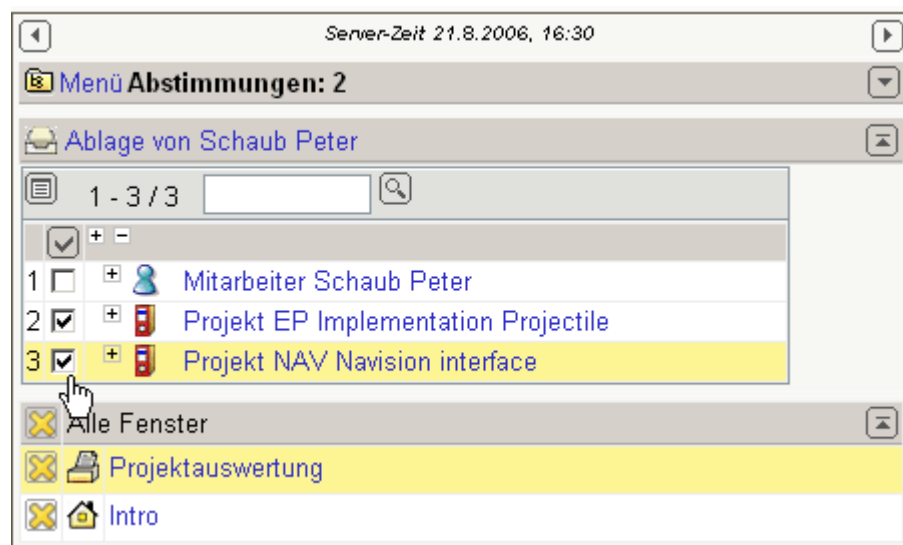 Server-Zeit 21.8.2006, 16:30
Menü Abstimmungen: 2
Ablage von Schaub Peter
1 - 3 / 3
1 Mitarbeiter Schaub Peter
2 Projekt EP Implementation Projectile
3 Projekt NAV Navision interface
Alle Fenster
Projektauswertung
Intro